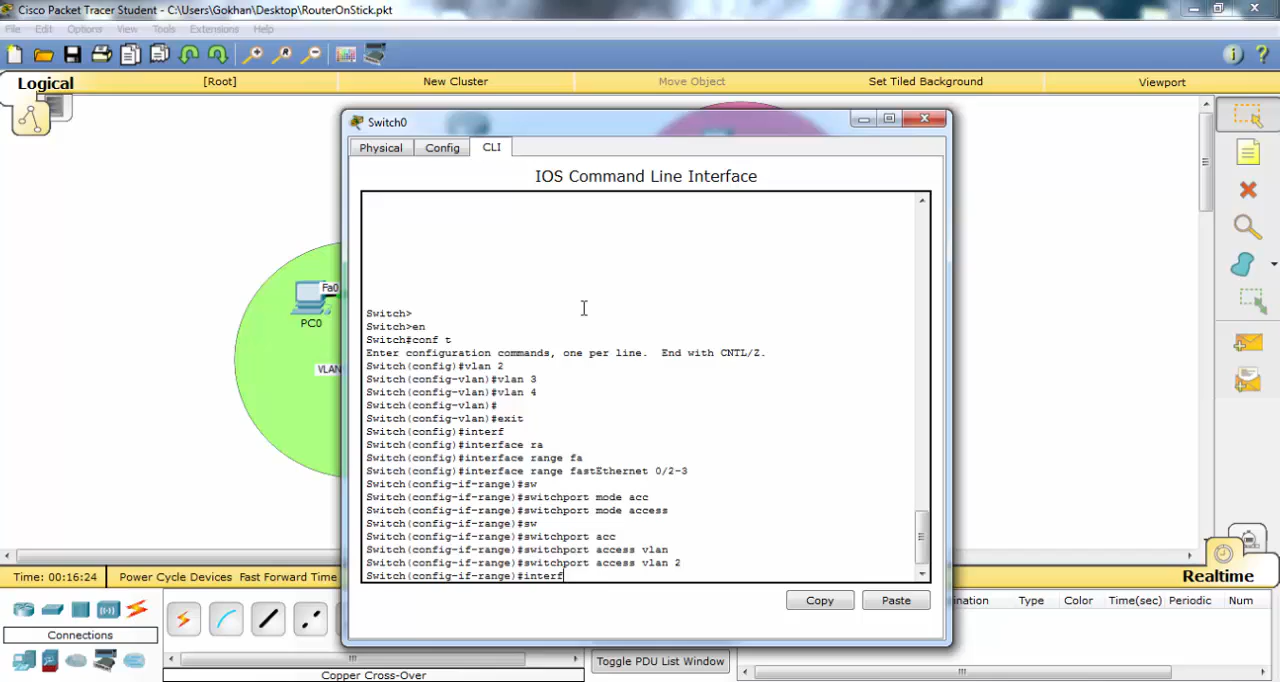 Cisco Packet Tracer Student - C:\Users\Gokhan\Desktop\RouterOnStick.pkt
File Edit Options View Tools Extensions Help
Logical [Root] New Cluster Move Object Set Tiled Background Viewport
Switch0
Physical Config CLI
IOS Command Line Interface
Switch>
Switch>en
Switch#conf t
Enter configuration commands, one per line.  End with CNTL/Z.
Switch(config)#vlan 2
Switch(config-vlan)#vlan 3
Switch(config-vlan)#vlan 4
Switch(config-vlan)#
Switch(config-vlan)#exit
Switch(config)#interf
Switch(config)#interface ra
Switch(config)#interface range fa
Switch(config)#interface range fastEthernet 0/2-3
Switch(config-if-range)#sw
Switch(config-if-range)#switchport mode acc
Switch(config-if-range)#switchport mode access
Switch(config-if-range)#sw
Switch(config-if-range)#switchport acc
Switch(config-if-range)#switchport access vlan
Switch(config-if-range)#switchport access vlan 2
Switch(config-if-range)#interf
Copy Paste
Fa0
PC0
VLAN
Time: 00:16:24 Power Cycle Devices Fast Forward Time
Realtime
ination Type Color Time(sec) Periodic Num
Connections
Toggle PDU List Window
Copper Cross-Over